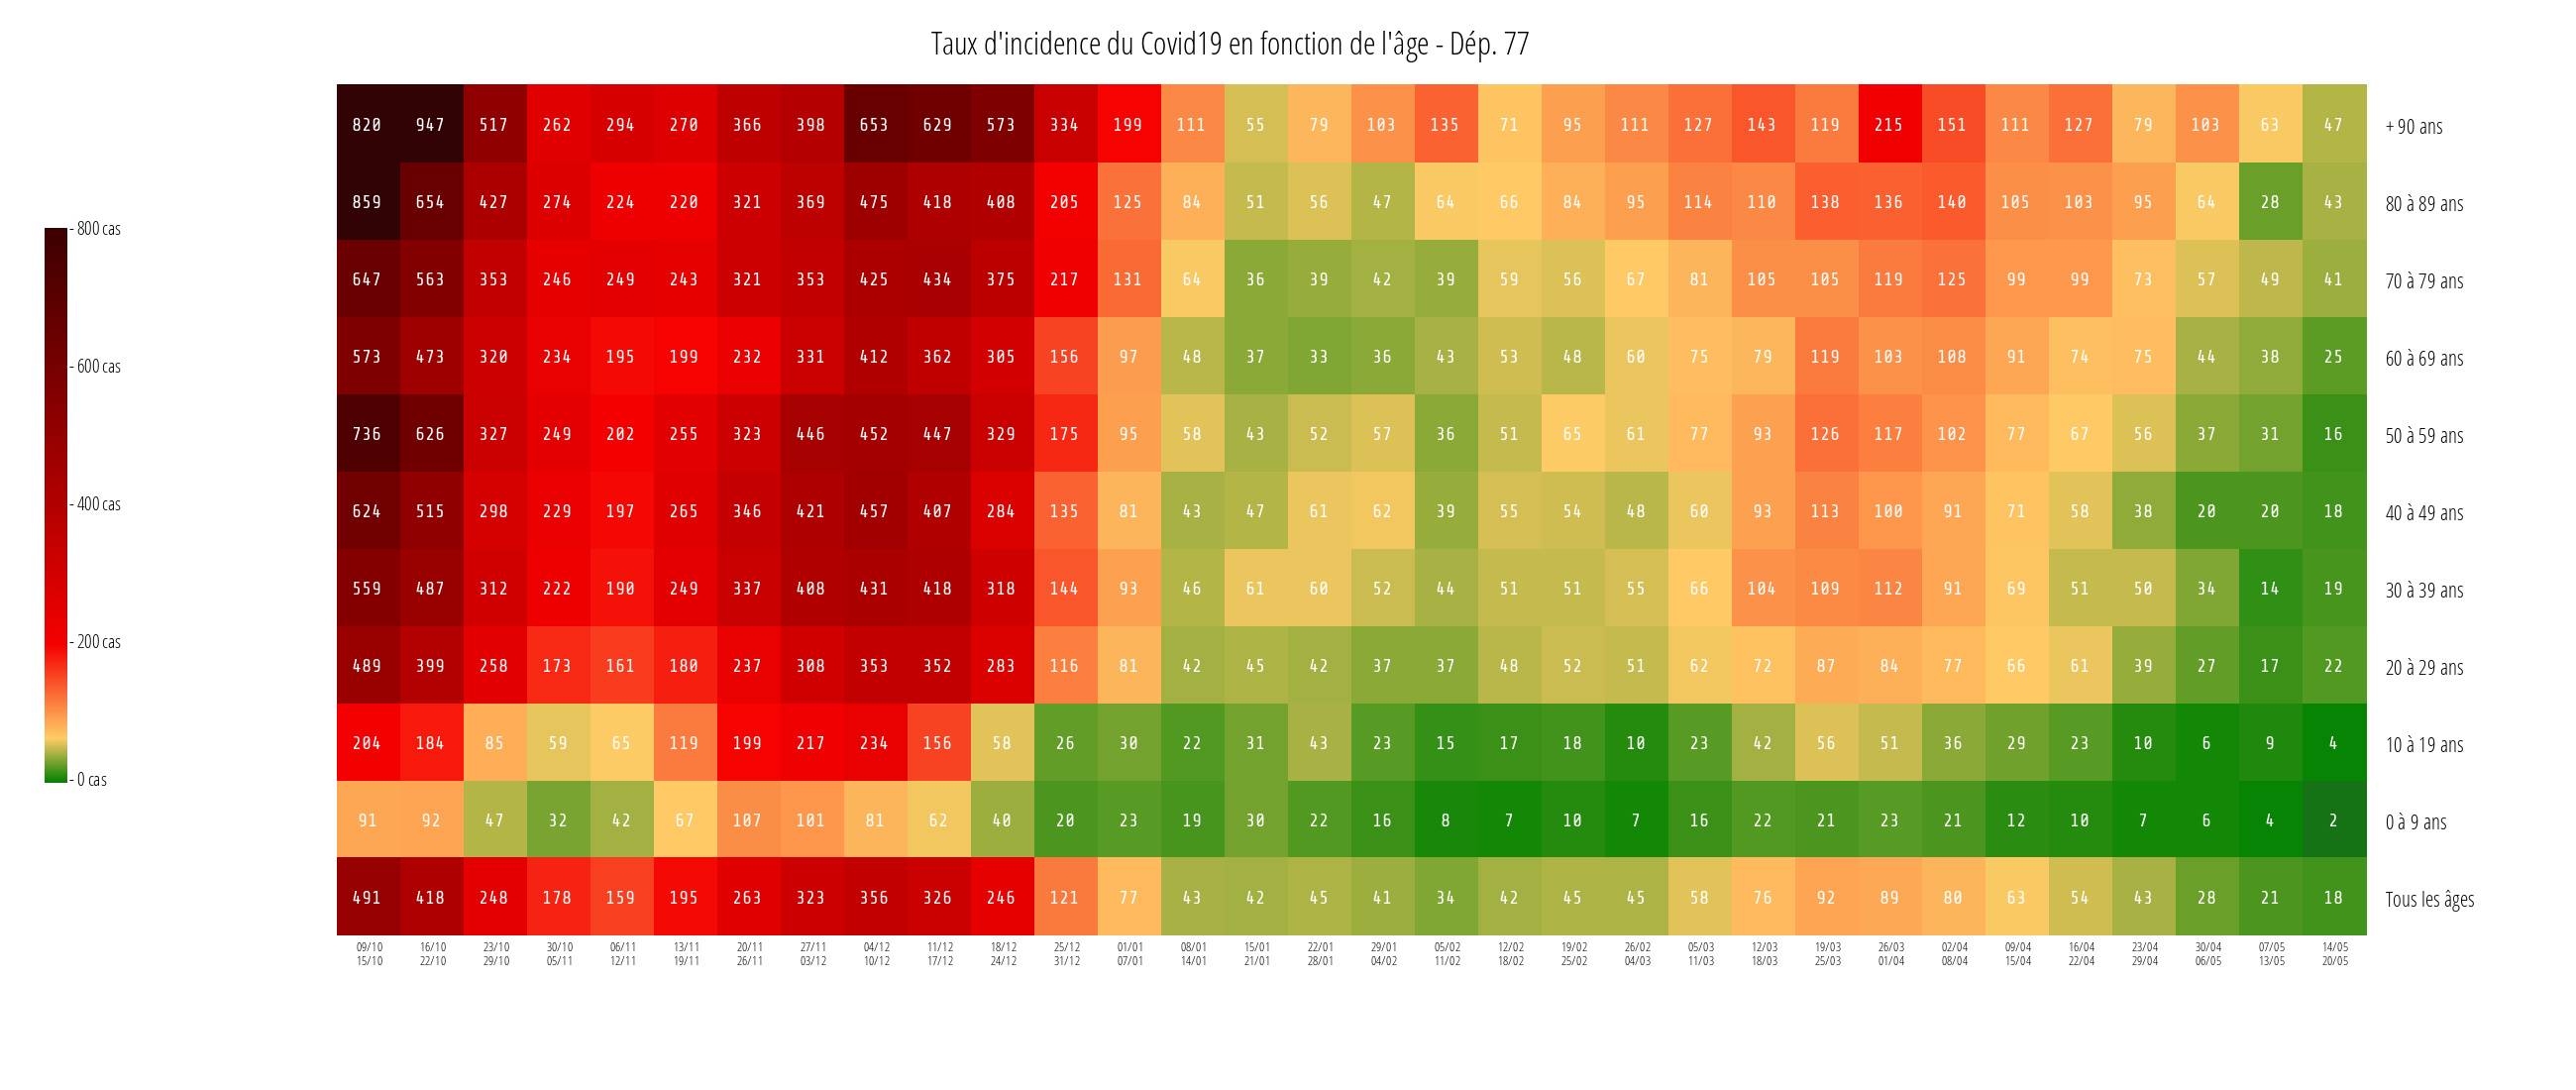 Taux d'incidence du Covid19 en fonction de l'âge - Dép. 77
820 947 517 262 294 270 366 398 653 629 573 334 199 111 55 79 103 135 71 95 111 127 143 119 215 151 111 127 79 103 63 47 + 90 ans
859 654 427 274 224 220 321 369 475 418 408 205 125 84 51 56 47 64 66 84 95 114 110 138 136 140 105 103 95 64 28 43 80 à 89 ans
- 800 cas
647 563 353 246 249 243 321 353 425 434 375 217 131 64 36 39 42 39 59 56 67 81 105 105 119 125 99 99 73 57 49 41 70 à 79 ans
573 473 320 234 195 199 232 331 412 362 305 156 97 48 37 33 36 43 53 48 60 75 79 119 103 108 91 74 75 44 38 25 60 à 69 ans
- 600 cas
736 626 327 249 202 255 323 446 452 447 329 175 95 58 43 52 57 36 51 65 61 77 93 126 117 102 77 67 56 37 31 16 50 à 59 ans
- 400 cas
624 515 298 229 197 265 346 421 457 407 284 135 81 43 47 61 62 39 55 54 48 60 93 113 100 91 71 58 38 20 20 18 40 à 49 ans
559 487 312 222 190 249 337 408 431 418 318 144 93 46 61 60 52 44 51 51 55 66 104 109 112 91 69 51 50 34 14 19 30 à 39 ans
- 200 cas
489 399 258 173 161 180 237 308 353 352 283 116 81 42 45 42 37 37 48 52 51 62 72 87 84 77 66 61 39 27 17 22 20 à 29 ans
204 184 85 59 65 119 199 217 234 156 58 26 30 22 31 43 23 15 17 18 10 23 42 56 51 36 29 23 10 6 9 4 10 à 19 ans
- 0 cas
91 92 47 32 42 67 107 101 81 62 40 20 23 19 30 22 16 8 7 10 7 16 22 21 23 21 12 10 7 6 4 2 0 à 9 ans
491 418 248 178 159 195 263 323 356 326 246 121 77 43 42 45 41 34 42 45 45 58 76 92 89 80 63 54 43 28 21 18 Tous les âges
09/10 16/10 23/10 30/10 06/11 13/11 20/11 27/11 04/12 11/12 18/12 25/12 01/01 08/01 15/01 22/01 29/01 05/02 12/02 19/02 26/02 05/03 12/03 19/03 26/03 02/04 09/04 16/04 23/04 30/04 07/05 14/05
15/10 22/10 29/10 05/11 12/11 19/11 26/11 03/12 10/12 17/12 24/12 31/12 07/01 14/01 21/01 28/01 04/02 11/02 18/02 25/02 04/03 11/03 18/03 25/03 01/04 08/04 15/04 22/04 29/04 06/05 13/05 20/05